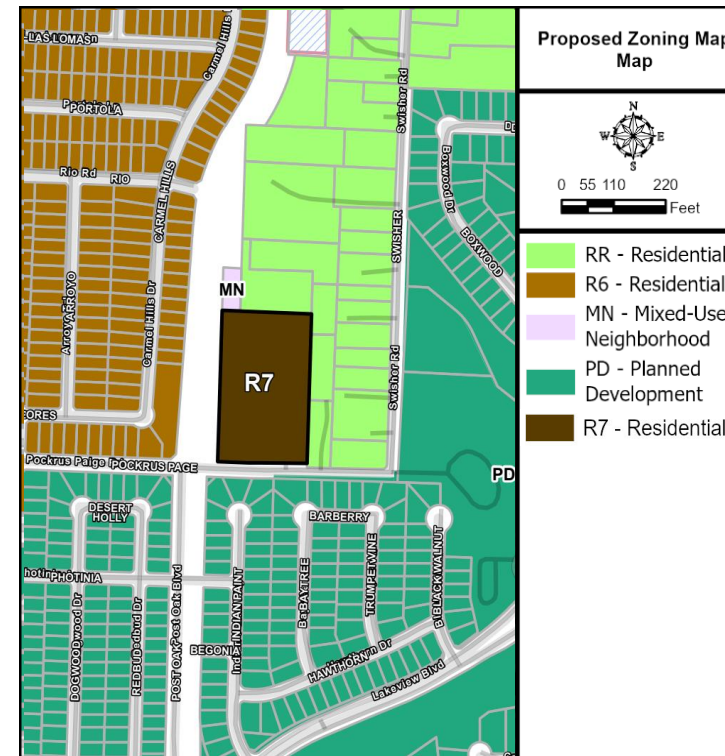 Proposed Zoning Map
Map
N
W E
S
0 55 110 220
Feet
RR - Residential
R6 - Residential
MN - Mixed-Use
Neighborhood
PD - Planned
Development
R7 - Residential
LAS LOMAS
Carmel Hills
PORTOLA
Rio Rd RIO
CARMEL HILLS
ARROYO
Carmel Hills Dr
ORES
Swisher Rd
SWISHER
Swisher Rd
Boxwood Dr
BOXWOOD
MN
R7
PD
Pockrus Paige POCKRUS PAGE
DESERT
HOLLY
PHOTINIA
DOGWOOD
REDBUD
POST OAK
Post Oak Blvd
BEGONIA
INDIAN PAINT
BARBERRY
BAYTREE
TRUMPET VINE
BLACK WALNUT
HAWTHORN
Lakeview Blvd